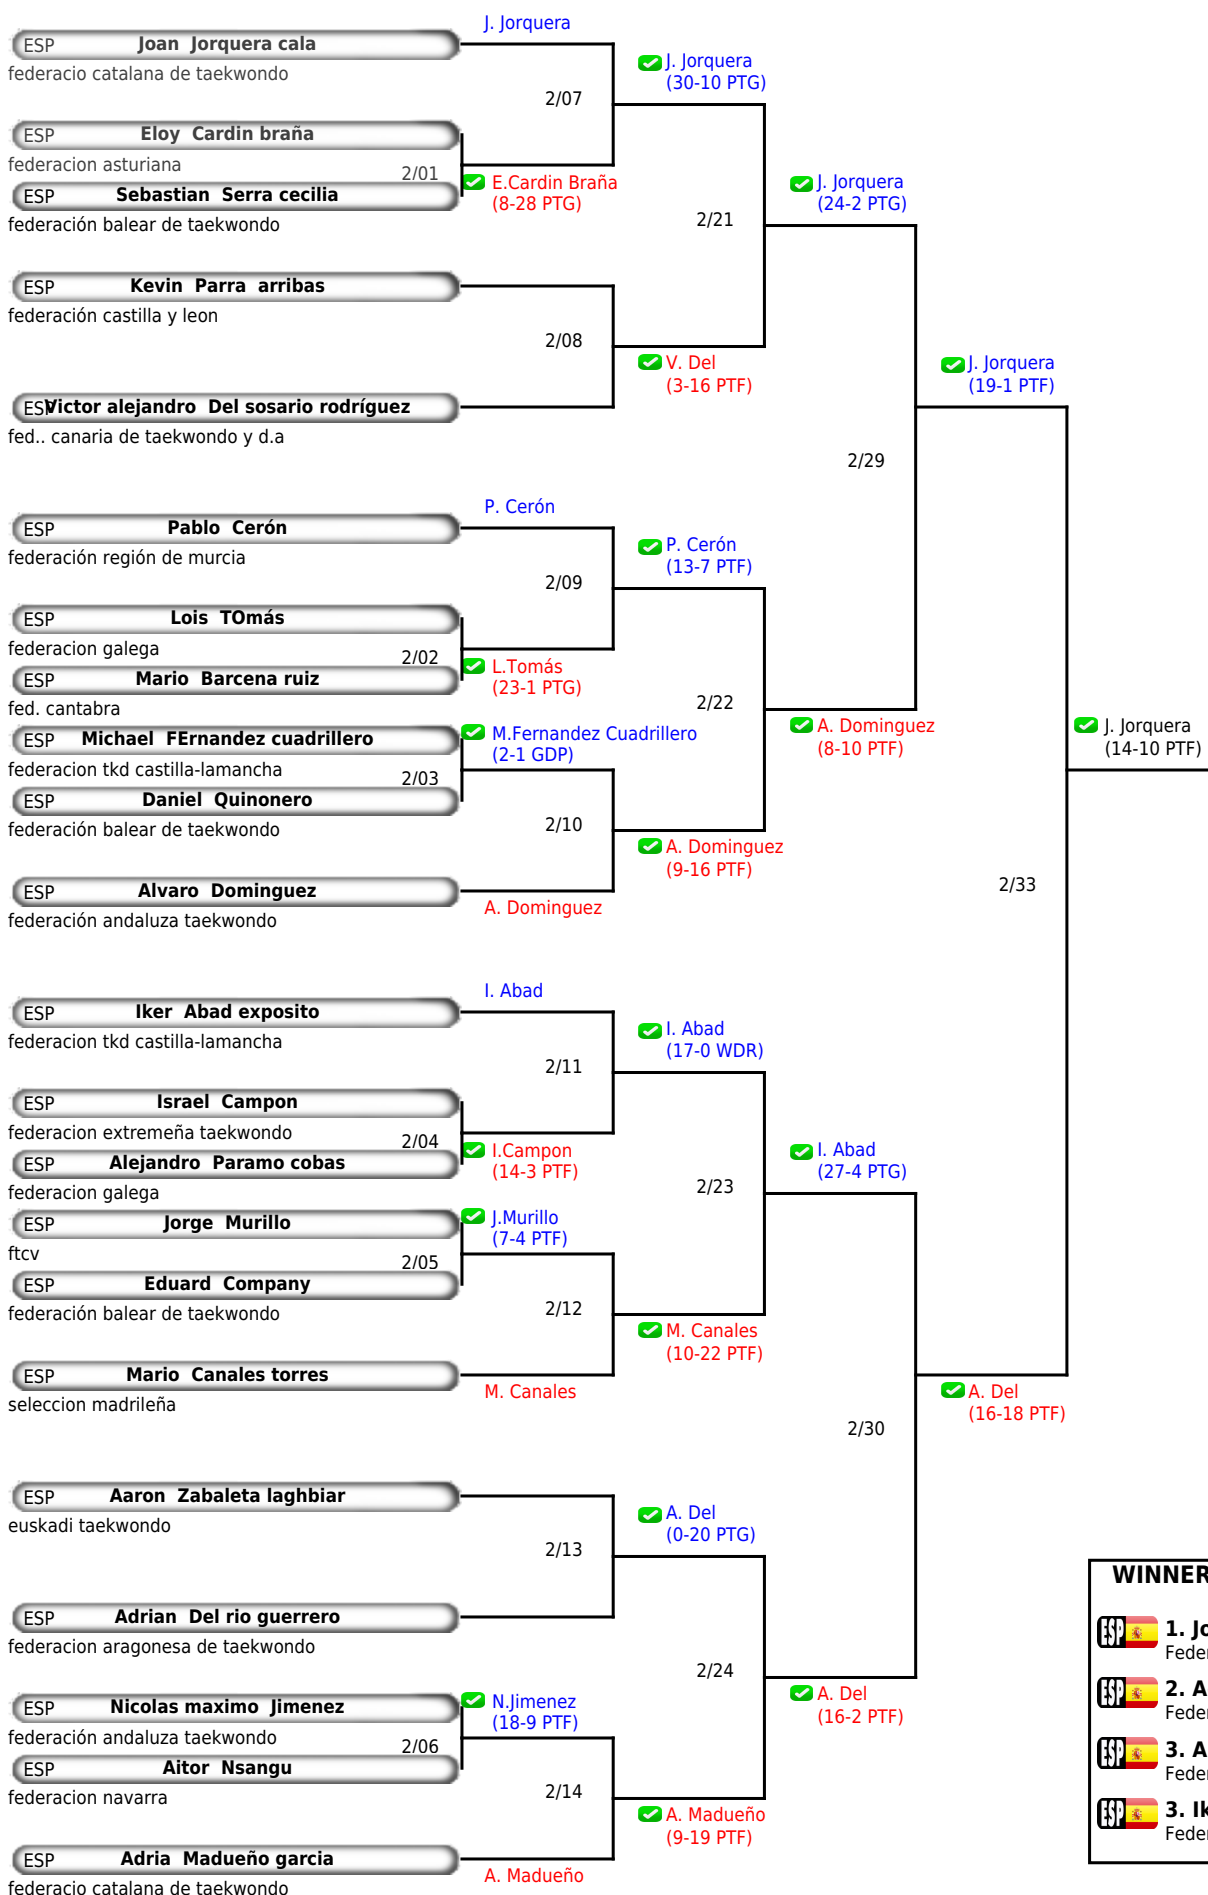 J. Jorquera
ESP Joan Jorquera cala
federacio catalana de taekwondo
J. Jorquera
(30-10 PTG)
2/07
ESP Eloy Cardin braña
federacion asturiana
2/01
E.Cardin Braña
(8-28 PTG)
ESP Sebastian Serra cecilia
federación balear de taekwondo
J. Jorquera
(24-2 PTG)
2/21
ESP Kevin Parra arribas
federación castilla y leon
2/08
V. Del
(3-16 PTF)
J. Jorquera
(19-1 PTF)
ESP Victor alejandro Del sosario rodríguez
fed.. canaria de taekwondo y d.a
2/29
P. Cerón
ESP Pablo Cerón
federación región de murcia
P. Cerón
(13-7 PTF)
2/09
ESP Lois TOmás
federacion galega
2/02
L.Tomás
(23-1 PTG)
ESP Mario Barcena ruiz
fed. cantabra
2/22
A. Dominguez
(8-10 PTF)
J. Jorquera
(14-10 PTF)
ESP Michael FErnandez cuadrillero
M.Fernandez Cuadrillero
(2-1 GDP)
federacion tkd castilla-lamancha
2/03
ESP Daniel Quinonero
federación balear de taekwondo
2/10
A. Dominguez
(9-16 PTF)
2/33
ESP Alvaro Dominguez
federación andaluza taekwondo
A. Dominguez
I. Abad
ESP Iker Abad exposito
federacion tkd castilla-lamancha
I. Abad
(17-0 WDR)
2/11
ESP Israel Campon
federacion extremeña taekwondo
2/04
I.Campon
(14-3 PTF)
ESP Alejandro Paramo cobas
federacion galega
I. Abad
(27-4 PTG)
2/23
ESP Jorge Murillo
J.Murillo
(7-4 PTF)
ftcv
2/05
ESP Eduard Company
federación balear de taekwondo
2/12
M. Canales
(10-22 PTF)
ESP Mario Canales torres
seleccion madrileña
M. Canales
A. Del
(16-18 PTF)
2/30
ESP Aaron Zabaleta laghbiar
euskadi taekwondo
A. Del
(0-20 PTG)
2/13
ESP Adrian Del rio guerrero
federacion aragonesa de taekwondo
2/24
A. Del
(16-2 PTF)
ESP Nicolas maximo Jimenez
N.Jimenez
(18-9 PTF)
federación andaluza taekwondo
2/06
ESP Aitor Nsangu
federacion navarra
2/14
A. Madueño
(9-19 PTF)
ESP Adria Madueño garcia
federacio catalana de taekwondo
A. Madueño
WINNER
ESP 1. Jo
Feder
ESP 2. A
Feder
ESP 3. A
Feder
ESP 3. Ik
Feder